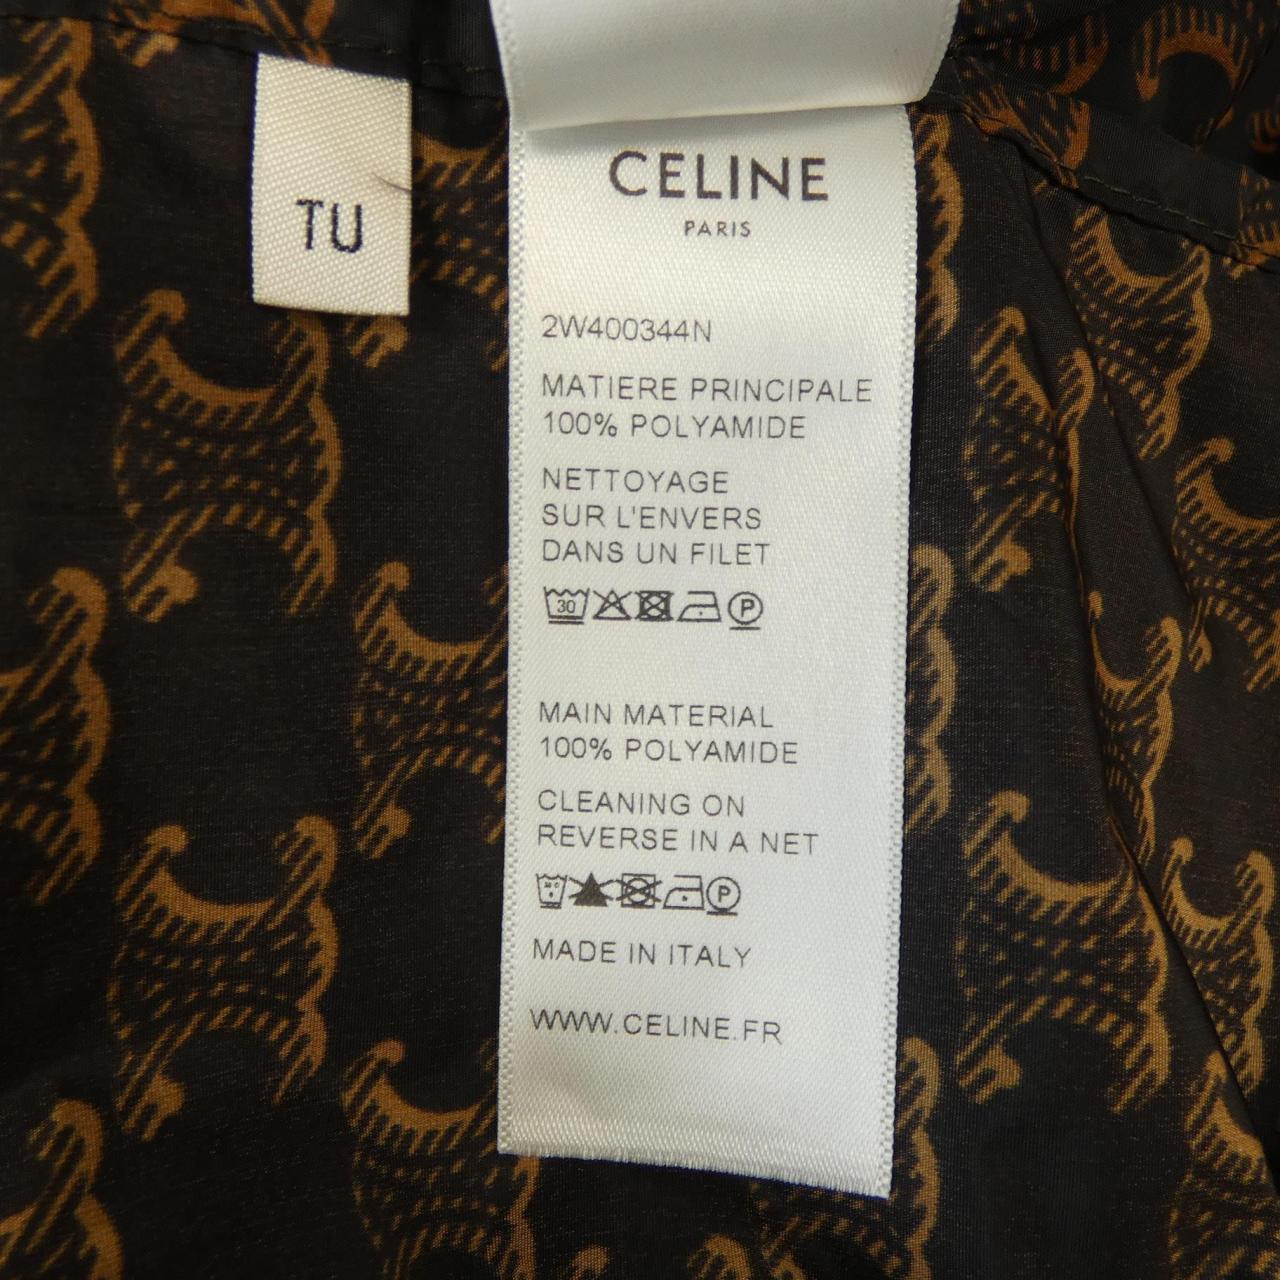 TU
CELINE
PARIS
2W400344N
MATIERE PRINCIPALE
100% POLYAMIDE
NETTOYAGE
SUR L'ENVERS
DANS UN FILET
30 P
MAIN MATERIAL
100% POLYAMIDE
CLEANING ON
REVERSE IN A NET
P
MADE IN ITALY
WWW.CELINE.FR